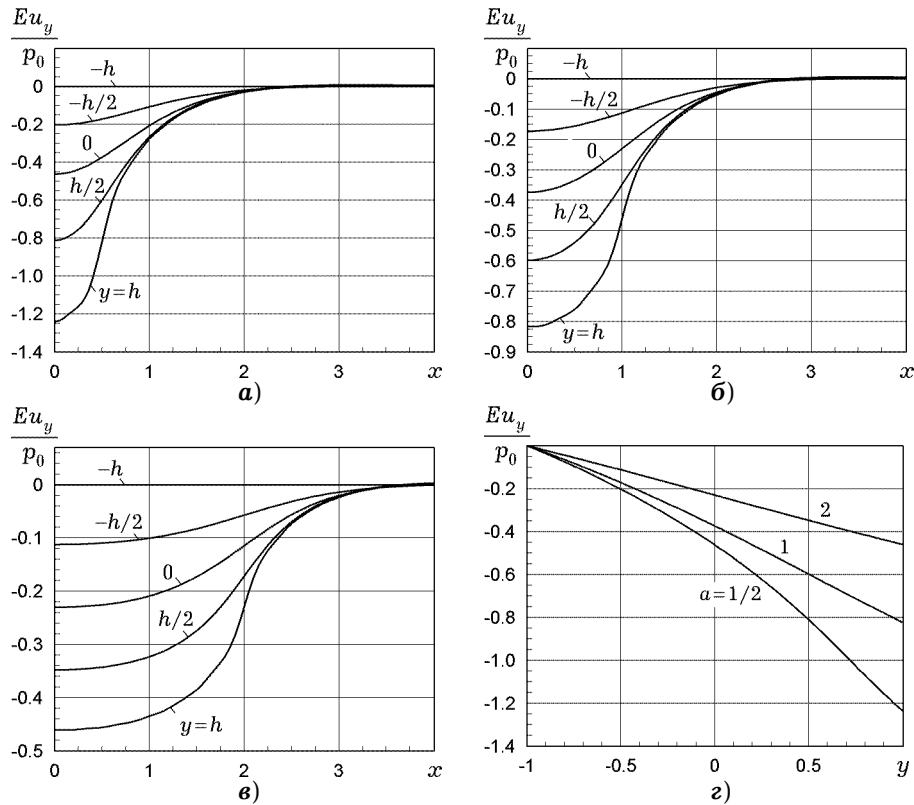 Eu_y
p_0
0
-0.2
-0.4
-0.6
-0.8
-1.0
-1.2
-1.4
–h
–h/2
0
h/2
y=h
0 1 2 3 x
а)
Eu_y
p_0
0
-0.1
-0.2
-0.3
-0.4
-0.5
-0.6
-0.7
-0.8
-0.9
–h
–h/2
0
h/2
y=h
0 1 2 3 x
б)
Eu_y
p_0
0
-0.1
-0.2
-0.3
-0.4
-0.5
–h
–h/2
0
h/2
y=h
0 1 2 3 x
в)
Eu_y
p_0
-0.2
-0.4
-0.6
-0.8
-1.0
-1.2
-1.4
2
1
a=1/2
-1 -0.5 0 0.5 y
г)